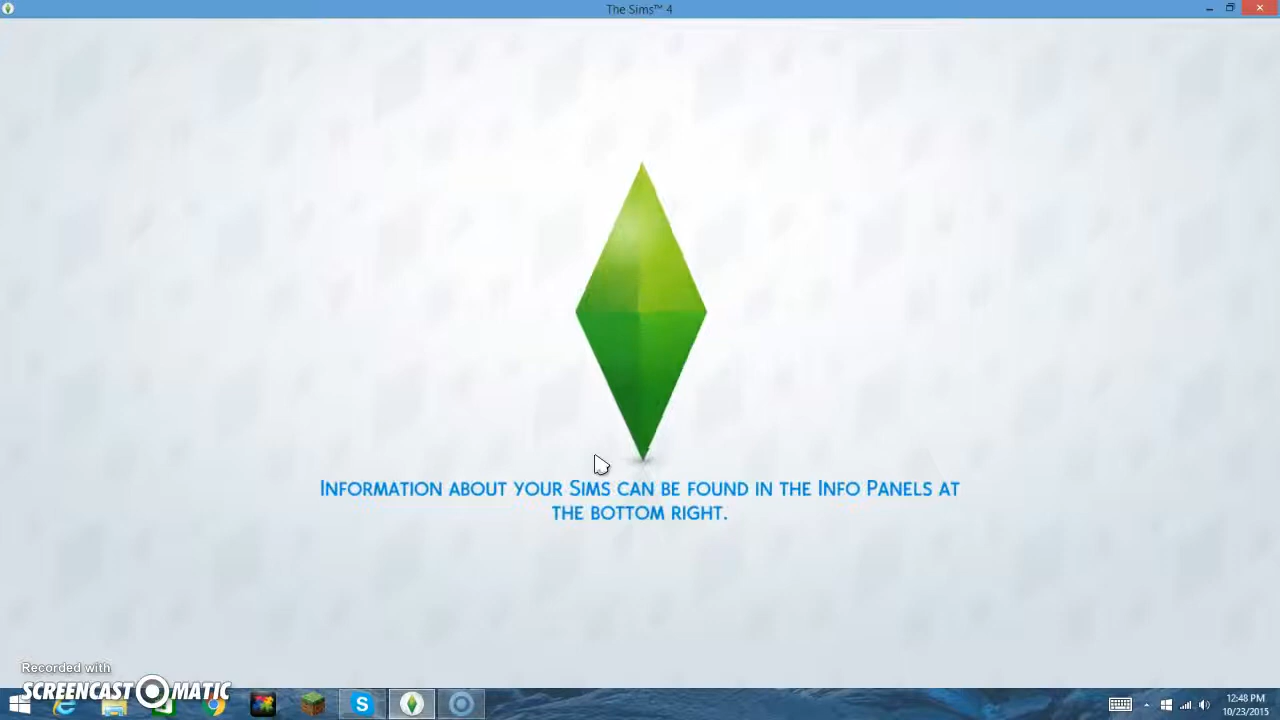 The Sims™ 4
INFORMATION ABOUT YOUR SIMS CAN BE FOUND IN THE INFO PANELS AT
THE BOTTOM RIGHT.
Recorded with
SCREENCAST-O-MATIC
12:48 PM
10/23/2015